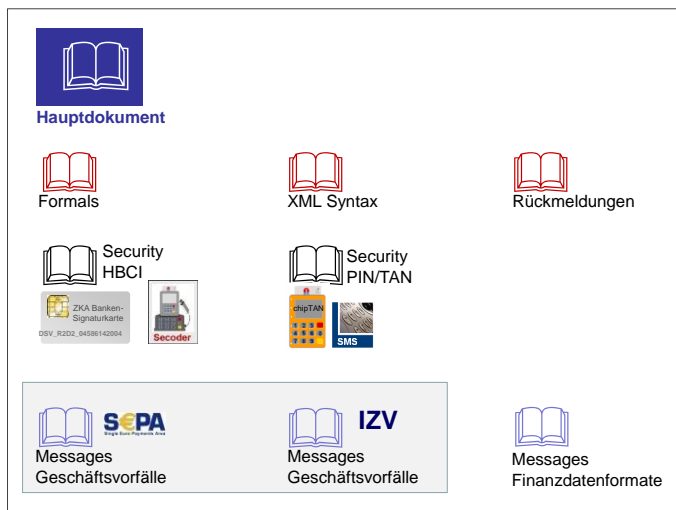 Hauptdokument
Formals
XML Syntax
Rückmeldungen
Security
HBCI
ZKA Banken-
Signaturkarte
DSV_R2D2_04586142004
Secoder
Security
PIN/TAN
chipTAN
SMS
S€PA
Single Euro Payments Area
Messages
Geschäftsvorfälle
IZV
Messages
Geschäftsvorfälle
Messages
Finanzdatenformate